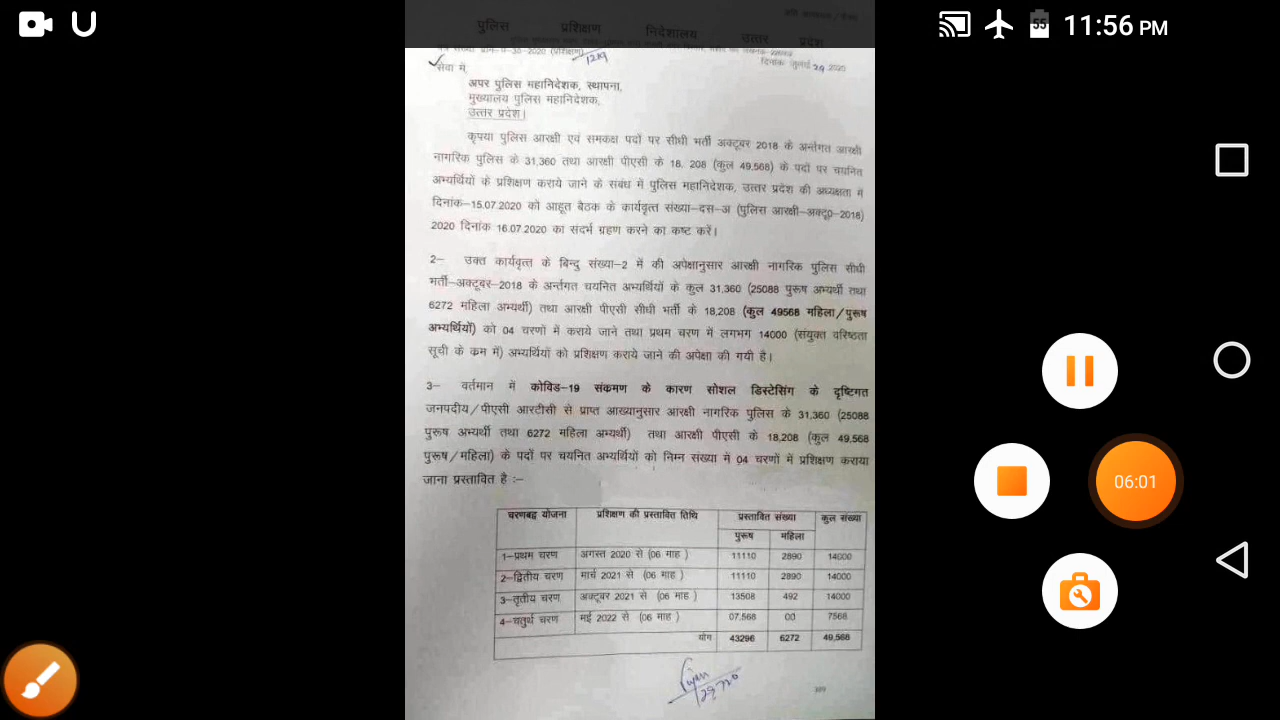 55 11:56 PM
पुलिस प्रशिक्षण निदेशालय उत्तर प्रदेश
दिनांक जुलाई 29, 2020
सेवा में,
अपर पुलिस महानिदेशक, स्थापना,
मुख्यालय पुलिस महानिदेशक,
उत्तर प्रदेश।
कृपया पुलिस आरक्षी एवं समकक्ष पदों पर सीधी भर्ती अक्टूबर 2018 के अर्न्तगत आरक्षी
नागरिक पुलिस के 31,360 तथा आरक्षी पीएसी के 18, 208 (कुल 49,568) के पदों पर चयनित
अभ्यर्थियों के प्रशिक्षण कराये जाने के संबंध में पुलिस महानिदेशक, उत्तर प्रदेश की अध्यक्षता में
दिनांक-15.07.2020 को आहूत बैठक के कार्यवृत्त संख्या-दस-अ (पुलिस आरक्षी-अक्टू0-2018)
2020 दिनांक 16.07.2020 का संदर्भ ग्रहण करने का कष्ट करें।
2- उक्त कार्यवृत्त के बिन्दु संख्या-2 में की अपेक्षानुसार आरक्षी नागरिक पुलिस सीधी
भर्ती-अक्टूबर-2018 के अर्न्तगत चयनित अभ्यर्थियों के कुल 31,360 (25088 पुरूष अभ्यर्थी तथा
6272 महिला अभ्यर्थी) तथा आरक्षी पीएसी सीधी भर्ती के 18,208 (कुल 49568 महिला/पुरूष
अभ्यर्थियों) को 04 चरणों में कराये जाने तथा प्रथम चरण में लगभग 14000 (संयुक्त वरिष्ठता
सूची के क्रम में) अभ्यर्थियों को प्रशिक्षण कराये जाने की अपेक्षा की गयी है।
3- वर्तमान में कोविड-19 संकमण के कारण सोशल डिस्टेसिंग के दृष्टिगत
जनपदीय/पीएसी आरटीसी से प्राप्त आख्यानुसार आरक्षी नागरिक पुलिस के 31,360 (25088
पुरूष अभ्यर्थी तथा 6272 महिला अभ्यर्थी) तथा आरक्षी पीएसी के 18,208 (कुल 49,568
पुरूष/महिला) के पदों पर चयनित अभ्यर्थियों को निम्न संख्या में 04 चरणों में प्रशिक्षण कराया
जाना प्रस्तावित है :-
चरणबद्व योजना प्रशिक्षण की प्रस्तावित तिथि प्रस्तावित संख्या कुल संख्या
पुरूष महिला
1-प्रथम चरण अगस्त 2020 से (06 माह ) 11110 2890 14000
2-द्वितीय चरण मार्च 2021 से (06 माह ) 11110 2890 14000
3-तृतीय चरण अक्टूबर 2021 से (06 माह ) 13508 492 14000
4-चतुर्थ चरण मई 2022 से (06 माह ) 07,568 00 7568
योग 43296 6272 49,568
06:01